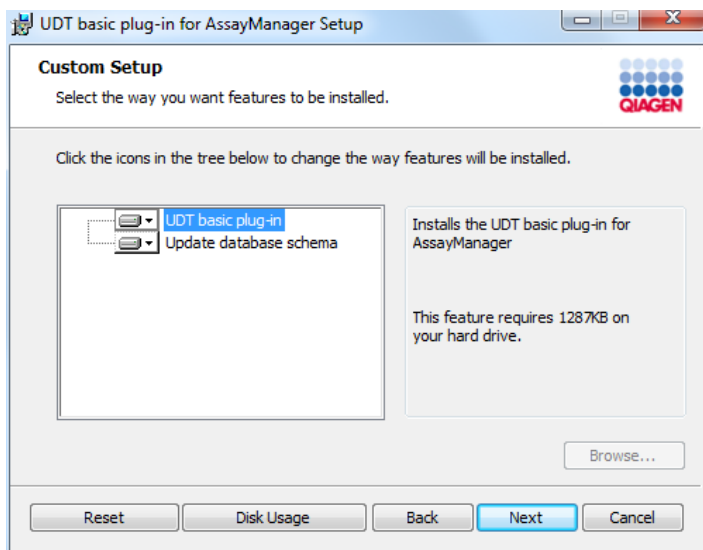 UDT basic plug-in for AssayManager Setup
Custom Setup
Select the way you want features to be installed.
QIAGEN
Click the icons in the tree below to change the way features will be installed.
UDT basic plug-in
Update database schema
Installs the UDT basic plug-in for
AssayManager
This feature requires 1287KB on
your hard drive.
Browse...
Reset
Disk Usage
Back
Next
Cancel